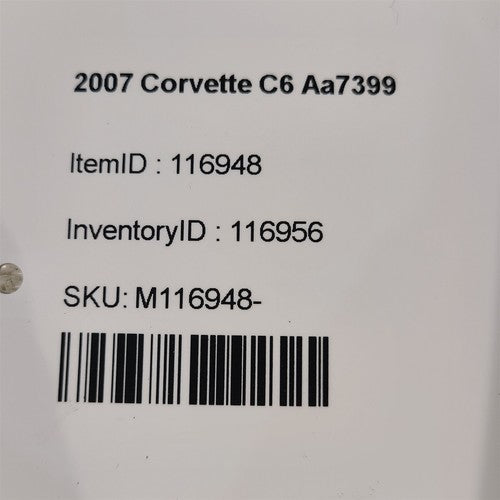 2007 Corvette C6 Aa7399
ItemID : 116948
InventoryID : 116956
SKU: M116948-